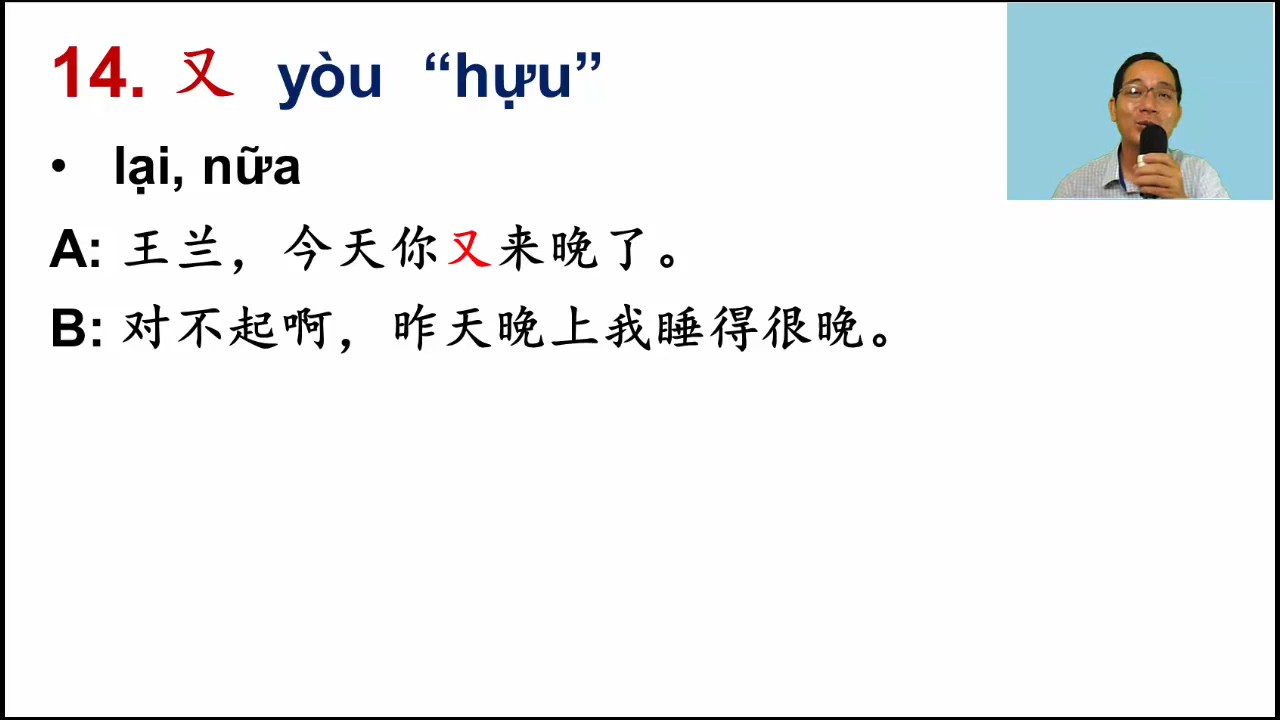 14. 又 yòu “hựu”
• lại, nữa
A: 王兰，今天你又来晚了。
B: 对不起啊，昨天晚上我睡得很晚。